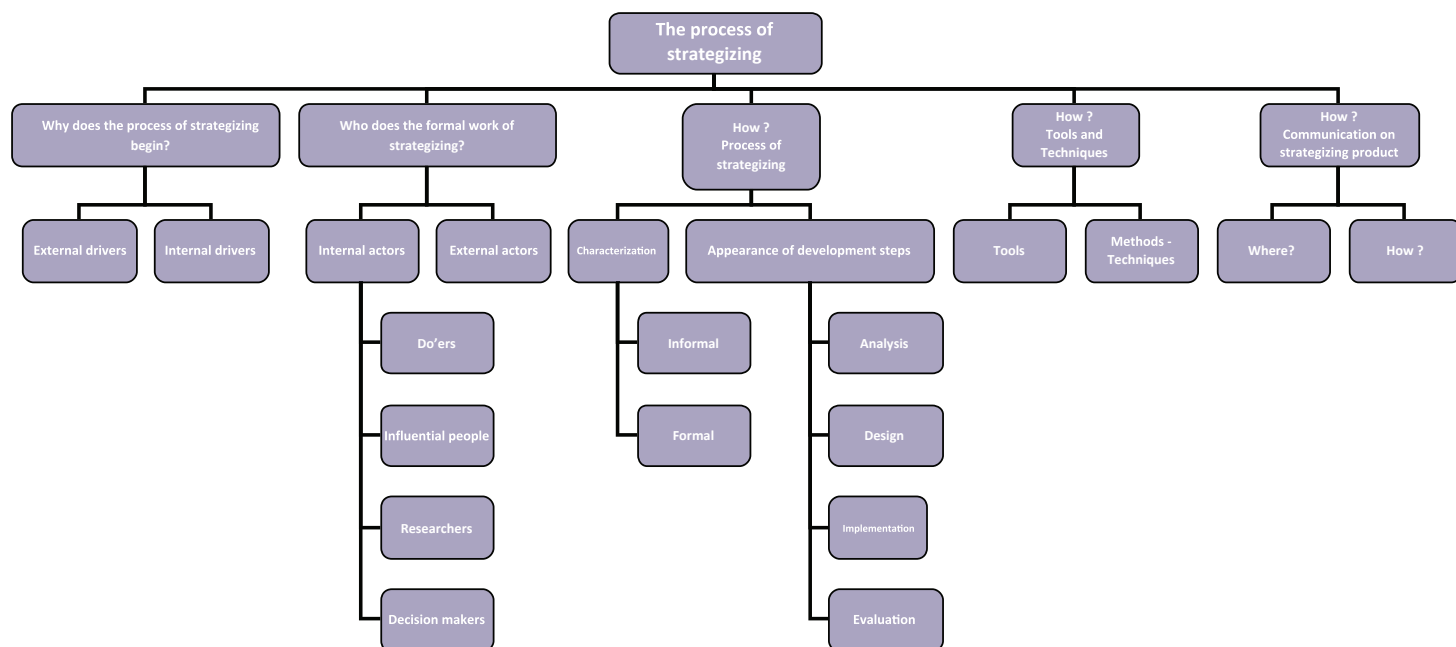 The process of
strategizing
Why does the process of strategizing
begin?
Who does the formal work of
strategizing?
How ?
Process of
strategizing
How ?
Tools and
Techniques
How ?
Communication on
strategizing product
External drivers
Internal drivers
Internal actors
External actors
Characterization
Appearance of development steps
Tools
Methods -
Techniques
Where?
How ?
Do’ers
Informal
Analysis
Influential people
Formal
Design
Researchers
Implementation
Decision makers
Evaluation